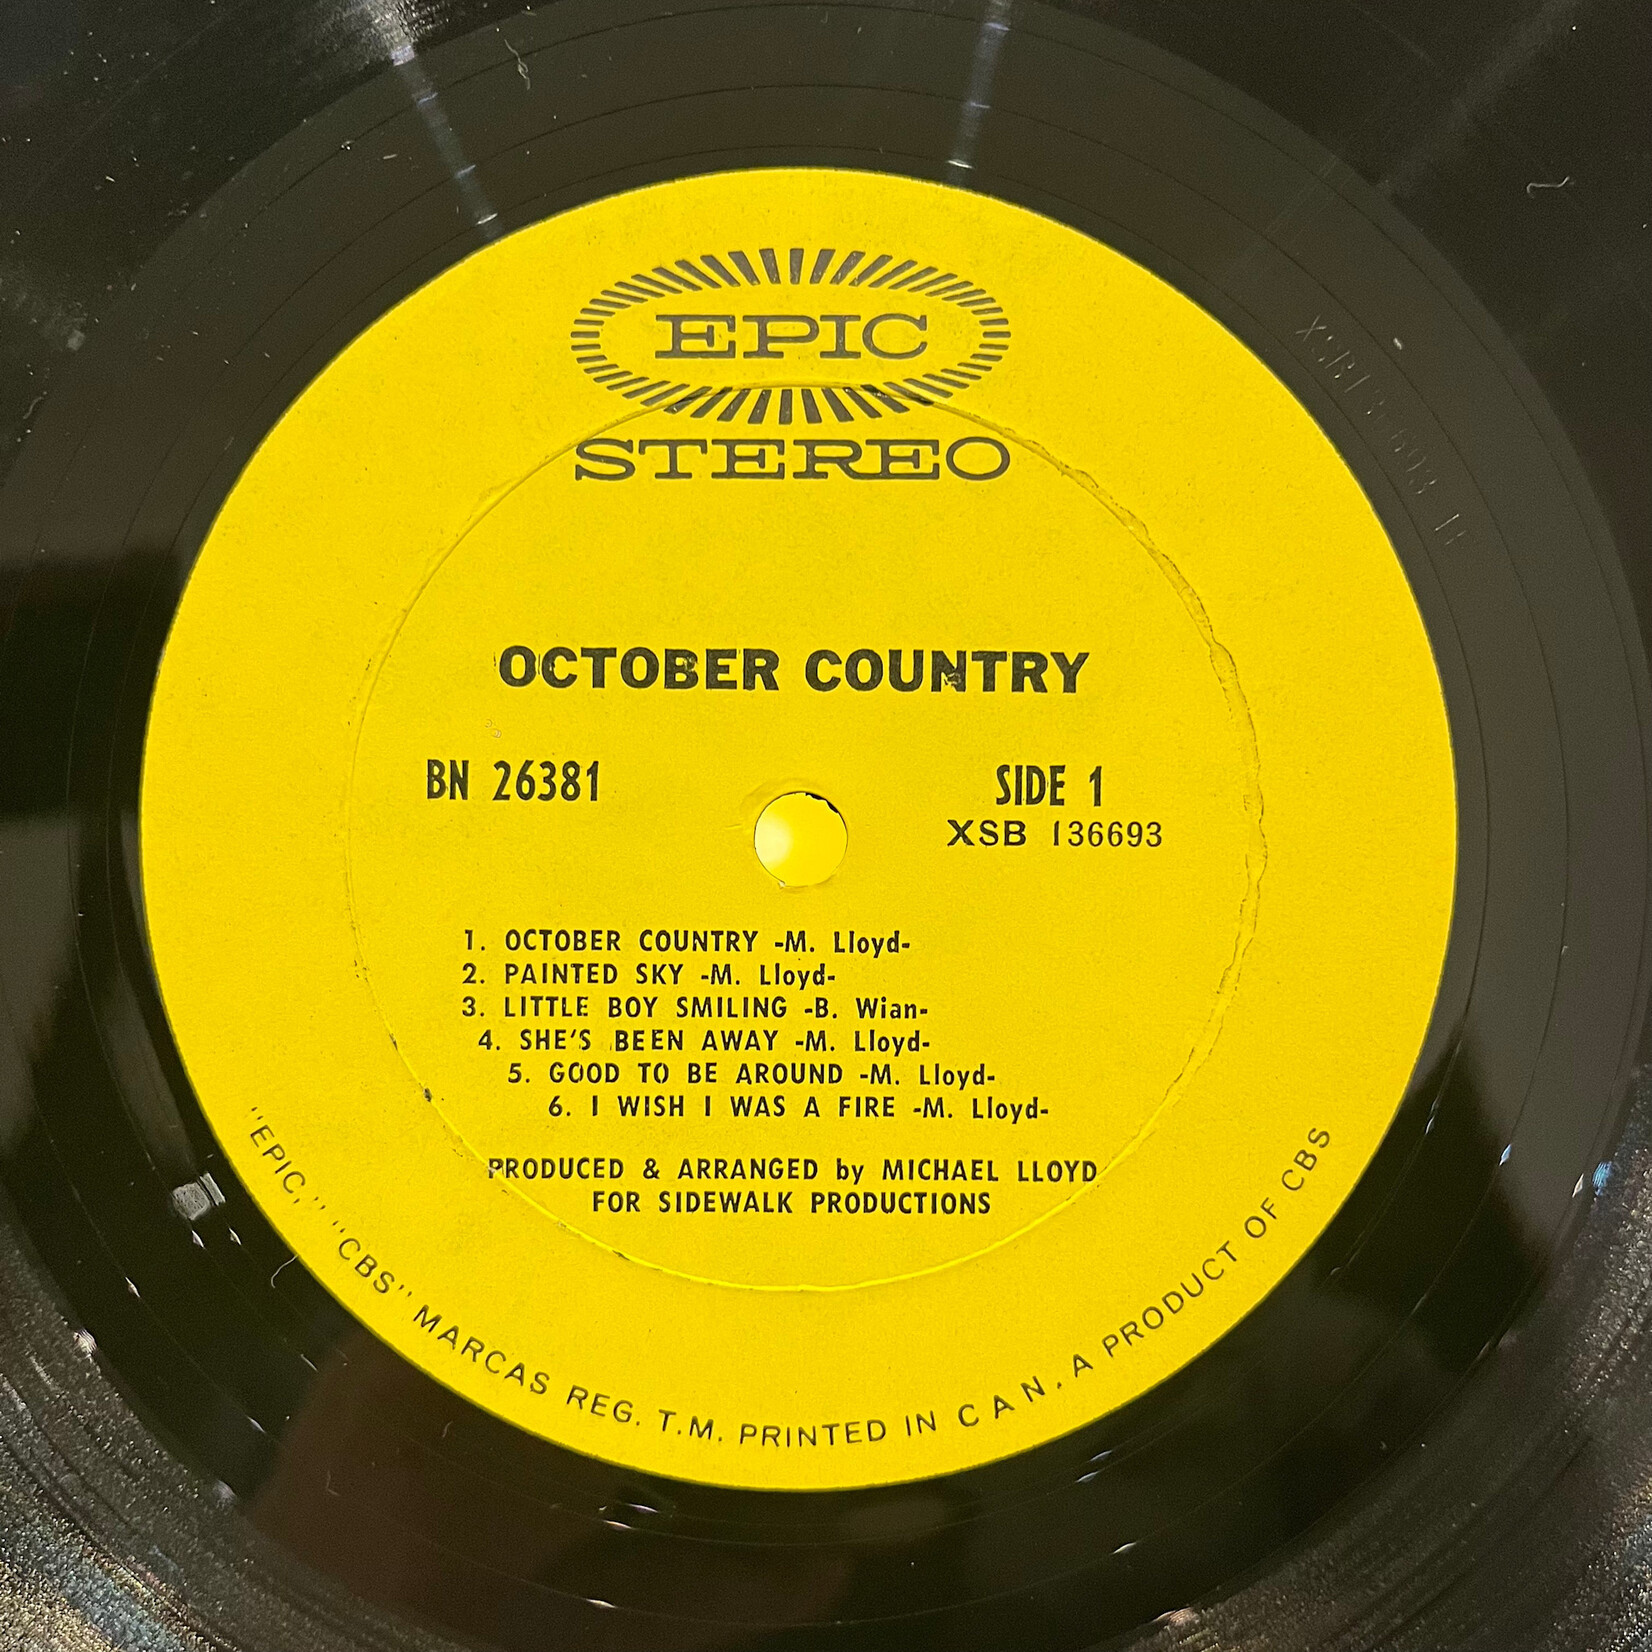 EPIC
STEREO
OCTOBER COUNTRY
BN 26381
SIDE 1
XSB 136693
1. OCTOBER COUNTRY -M. Lloyd-
2. PAINTED SKY -M. Lloyd-
3. LITTLE BOY SMILING -B. Wian-
4. SHE'S BEEN AWAY -M. Lloyd-
5. GOOD TO BE AROUND -M. Lloyd-
6. I WISH I WAS A FIRE -M. Lloyd-
PRODUCED & ARRANGED by MICHAEL LLOYD
FOR SIDEWALK PRODUCTIONS
"EPIC," "CBS" MARCAS REG. T.M. PRINTED IN CAN. A PRODUCT OF CBS